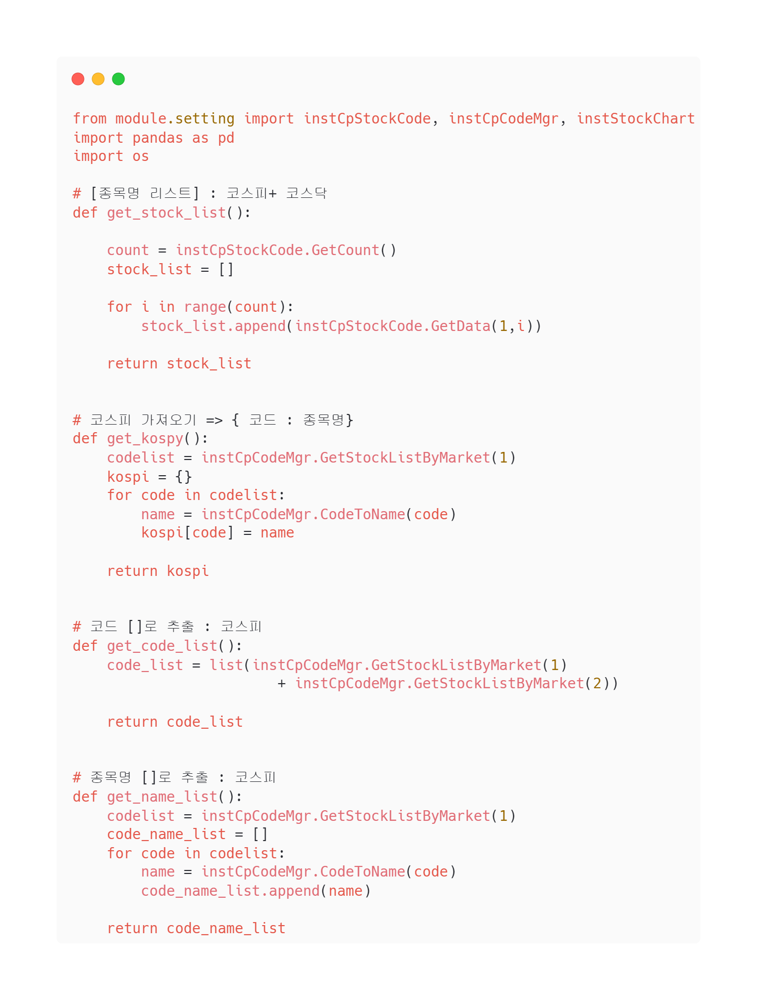 from module.setting import instCpStockCode, instCpCodeMgr, instStockChart
import pandas as pd
import os
# [종목명 리스트] : 코스피+ 코스닥
def get_stock_list():
    count = instCpStockCode.GetCount()
    stock_list = []
    for i in range(count):
        stock_list.append(instCpStockCode.GetData(1,i))
    return stock_list
# 코스피 가져오기 => { 코드 : 종목명}
def get_kospy():
    codelist = instCpCodeMgr.GetStockListByMarket(1)
    kospi = {}
    for code in codelist:
        name = instCpCodeMgr.CodeToName(code)
        kospi[code] = name
    return kospi
# 코드 []로 추출 : 코스피
def get_code_list():
    code_list = list(instCpCodeMgr.GetStockListByMarket(1)
                        + instCpCodeMgr.GetStockListByMarket(2))
    return code_list
# 종목명 []로 추출 : 코스피
def get_name_list():
    codelist = instCpCodeMgr.GetStockListByMarket(1)
    code_name_list = []
    for code in codelist:
        name = instCpCodeMgr.CodeToName(code)
        code_name_list.append(name)
    return code_name_list